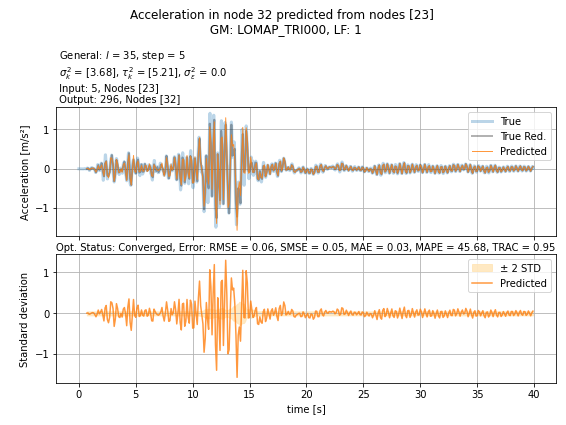 Acceleration in node 32 predicted from nodes [23]
GM: LOMAP_TRI000, LF: 1
General: l = 35, step = 5
σ²ₖ = [3.68], τ²ₖ = [5.21], σ²ε = 0.0
Input: 5, Nodes [23]
Output: 296, Nodes [32]
Acceleration [m/s²]
1
0
−1
True
True Red.
Predicted
Opt. Status: Converged, Error: RMSE = 0.06, SMSE = 0.05, MAE = 0.03, MAPE = 45.68, TRAC = 0.95
Standard deviation
1
0
−1
± 2 STD
Predicted
0 5 10 15 20 25 30 35 40
time [s]